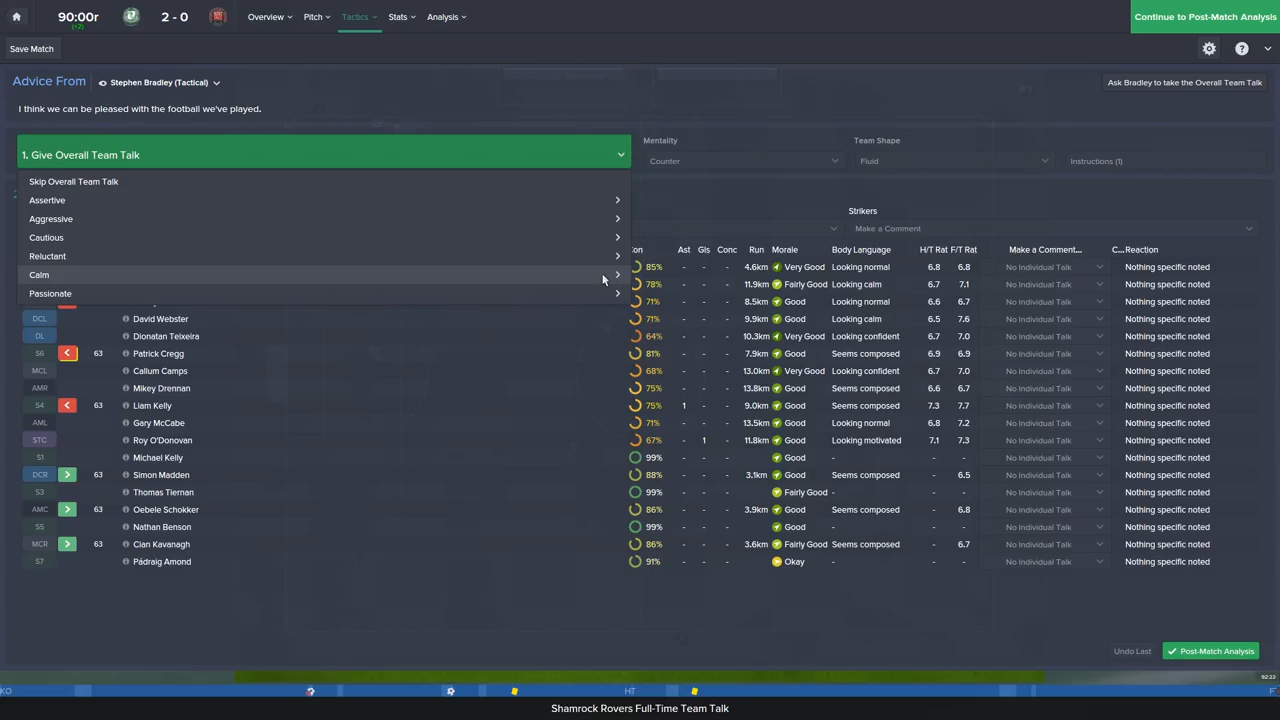 90:00r
(+2)
2 - 0
Overview
Pitch
Tactics
Stats
Analysis
Continue to Post-Match Analysis
Save Match
?
Advice From
Stephen Bradley (Tactical)
Ask Bradley to take the Overall Team Talk
I think we can be pleased with the football we've played.
1. Give Overall Team Talk
Mentality
Counter
Team Shape
Fluid
Instructions (1)
Skip Overall Team Talk
Assertive
Aggressive
Cautious
Reluctant
Calm
Passionate
Strikers
Make a Comment
Ast Gls Conc Run Morale Body Language H/T Rat F/T Rat Make a Comment... C... Reaction
85% - - - 4.6km Very Good Looking normal 6.8 6.8 No Individual Talk Nothing specific noted
78% - - - 11.9km Fairly Good Looking calm 6.7 7.1 No Individual Talk Nothing specific noted
71% - - - 8.5km Good Looking normal 6.6 6.7 No Individual Talk Nothing specific noted
DCL David Webster 71% - - - 9.9km Good Looking calm 6.5 7.6 No Individual Talk Nothing specific noted
DL Dionatan Teixeira 64% - - - 10.3km Very Good Looking confident 6.7 7.0 No Individual Talk Nothing specific noted
S6 63 Patrick Cregg 81% - - - 7.9km Good Seems composed 6.9 6.9 No Individual Talk Nothing specific noted
MCL Callum Camps 68% - - - 13.0km Very Good Looking confident 6.7 7.0 No Individual Talk Nothing specific noted
AMR Mikey Drennan 75% - - - 13.8km Good Seems composed 6.6 6.7 No Individual Talk Nothing specific noted
S4 63 Liam Kelly 75% 1 - - 9.0km Good Seems composed 7.3 7.7 No Individual Talk Nothing specific noted
AML Gary McCabe 71% - - - 13.5km Good Looking normal 6.8 7.2 No Individual Talk Nothing specific noted
STC Roy O'Donovan 67% - 1 - 11.8km Good Looking motivated 7.1 7.3 No Individual Talk Nothing specific noted
S1 Michael Kelly 99% Good - - - No Individual Talk Nothing specific noted
DCR 63 Simon Madden 88% - - - 3.1km Good Seems composed - 6.5 No Individual Talk Nothing specific noted
S3 Thomas Tiernan 99% - - - Fairly Good - - - No Individual Talk Nothing specific noted
AMC 63 Oebele Schokker 86% - - - 3.9km Good Seems composed - 6.8 No Individual Talk Nothing specific noted
S5 Nathan Benson 99% - - - Good - - - No Individual Talk Nothing specific noted
MCR 63 Cian Kavanagh 86% - - - 3.6km Fairly Good Seems composed - 6.7 No Individual Talk Nothing specific noted
S7 Pádraig Amond 91% - - - Okay - - - No Individual Talk Nothing specific noted
Undo Last
Post-Match Analysis
92:22
KO
HT
F
Shamrock Rovers Full-Time Team Talk